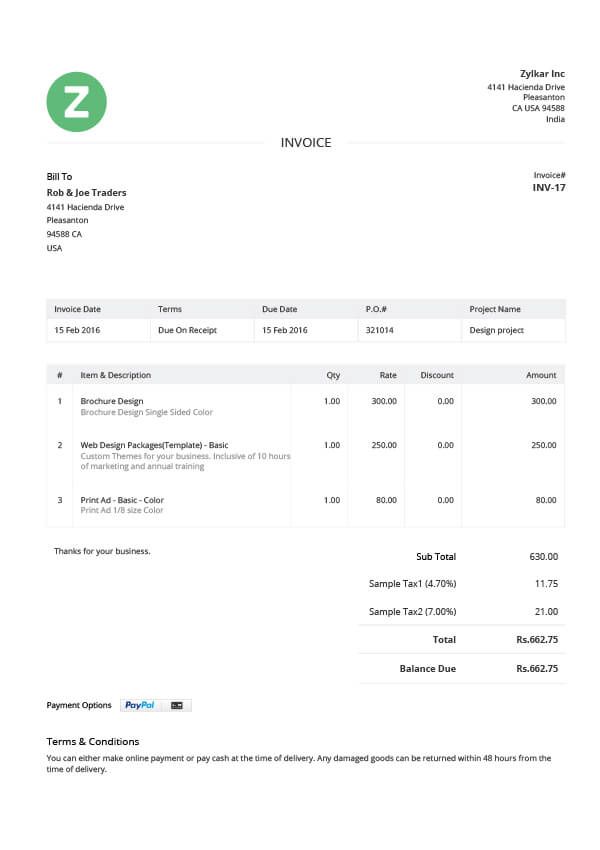 Z
Zylkar Inc
4141 Hacienda Drive
Pleasanton
CA USA 94588
India
INVOICE
Bill To
Rob & Joe Traders
4141 Hacienda Drive
Pleasanton
94588 CA
USA
Invoice#
INV-17
Invoice Date Terms Due Date P.O.# Project Name
15 Feb 2016 Due On Receipt 15 Feb 2016 321014 Design project
# Item & Description Qty Rate Discount Amount
1 Brochure Design 1.00 300.00 0.00 300.00
Brochure Design Single Sided Color
2 Web Design Packages(Template) - Basic 1.00 250.00 0.00 250.00
Custom Themes for your business. Inclusive of 10 hours
of marketing and annual training
3 Print Ad - Basic - Color 1.00 80.00 0.00 80.00
Print Ad 1/8 size Color
Thanks for your business.
Sub Total 630.00
Sample Tax1 (4.70%) 11.75
Sample Tax2 (7.00%) 21.00
Total Rs.662.75
Balance Due Rs.662.75
Payment Options PayPal
Terms & Conditions
You can either make online payment or pay cash at the time of delivery. Any damaged goods can be returned within 48 hours from the
time of delivery.